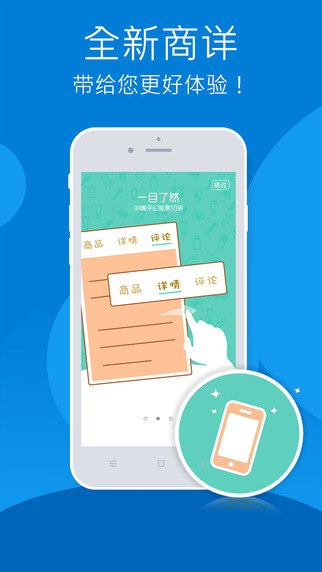 全新商详
带给您更好体验！
跳过
一目了然
详情评论随意切换
商品 详情 评论
商品 详情 评论